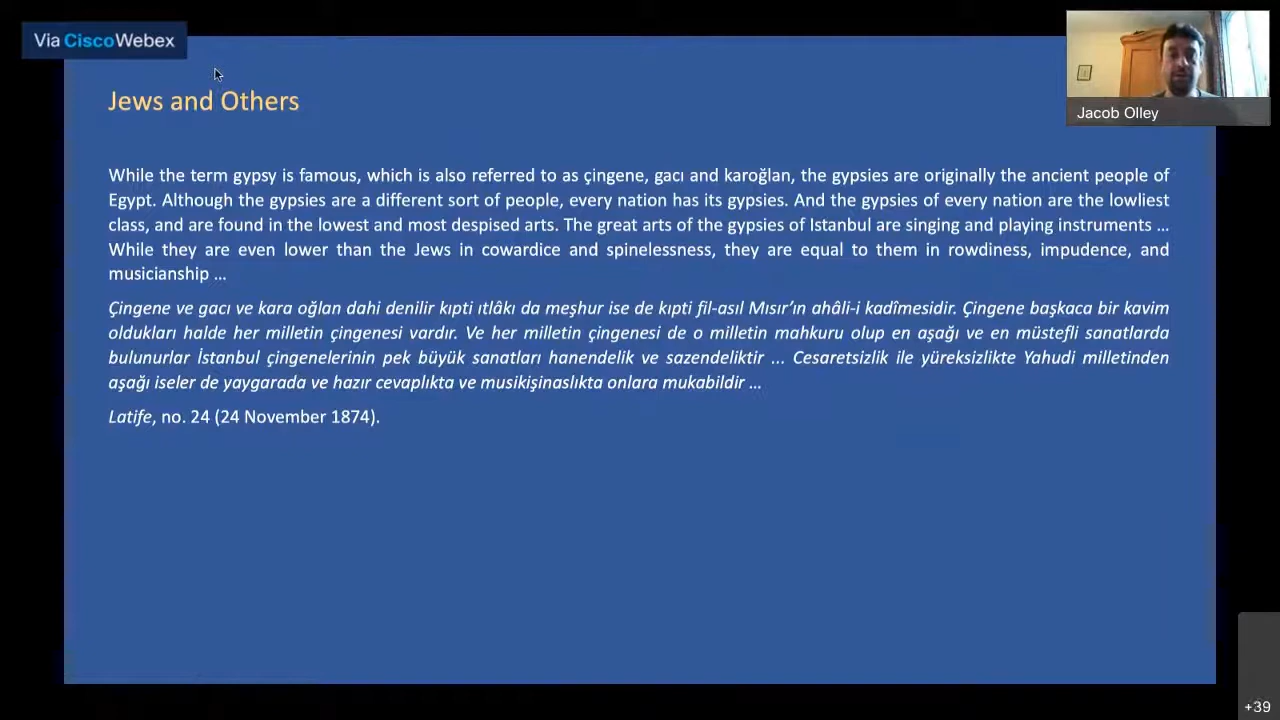 Via Cisco Webex
Jacob Olley
Jews and Others
While the term gypsy is famous, which is also referred to as çingene, gacı and karoğlan, the gypsies are originally the ancient people of
Egypt. Although the gypsies are a different sort of people, every nation has its gypsies. And the gypsies of every nation are the lowliest
class, and are found in the lowest and most despised arts. The great arts of the gypsies of Istanbul are singing and playing instruments ...
While they are even lower than the Jews in cowardice and spinelessness, they are equal to them in rowdiness, impudence, and
musicianship ...
Çingene ve gacı ve kara oğlan dahi denilir kıpti ıtlâkı da meşhur ise de kıpti fil-asıl Mısır’ın ahâli-i kadîmesidir. Çingene başkaca bir kavim
oldukları halde her milletin çingenesi vardır. Ve her milletin çingenesi de o milletin mahkuru olup en aşağı ve en müstefli sanatlarda
bulunurlar İstanbul çingenelerinin pek büyük sanatları hanendelik ve sazendeliktir ... Cesaretsizlik ile yüreksizlikte Yahudi milletinden
aşağı iseler de yaygarada ve hazır cevaplıkta ve musikişinaslıkta onlara mukabildir ...
Latife, no. 24 (24 November 1874).
+39